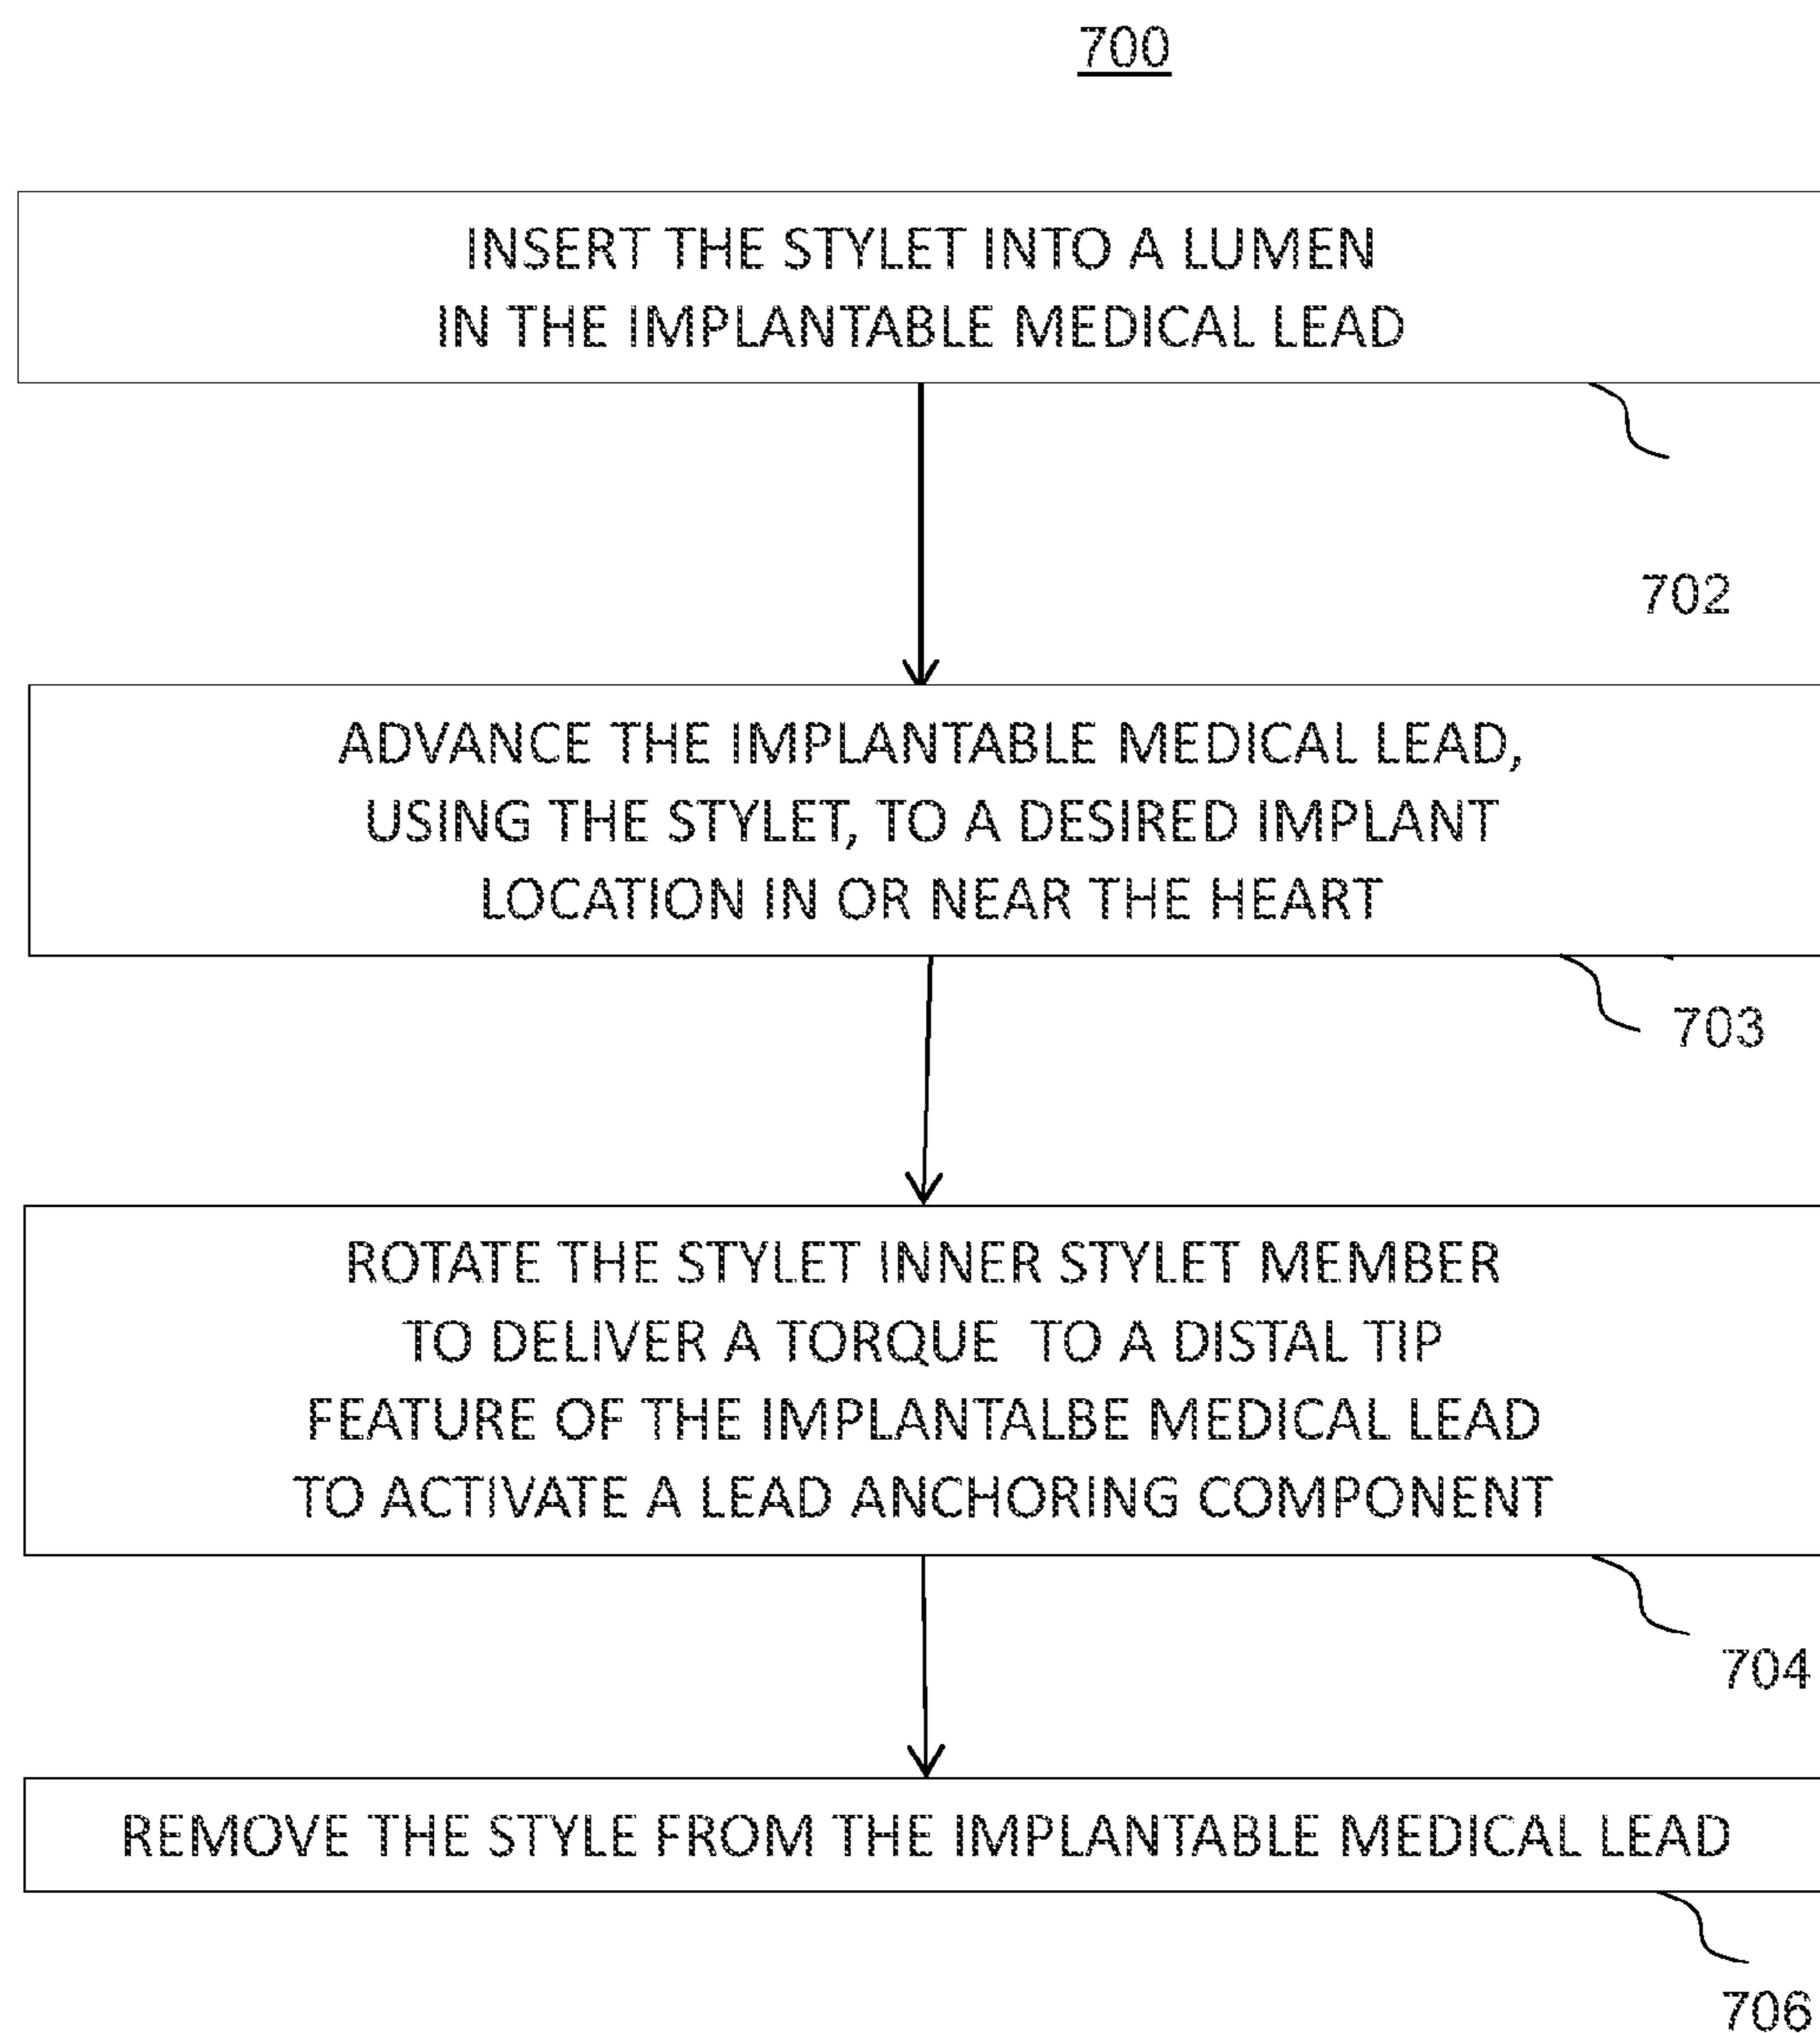 700
INSERT THE STYLET INTO A LUMEN
IN THE IMPLANTABLE MEDICAL LEAD
702
ADVANCE THE IMPLANTABLE MEDICAL LEAD,
USING THE STYLET, TO A DESIRED IMPLANT
LOCATION IN OR NEAR THE HEART
703
ROTATE THE STYLET INNER STYLET MEMBER
TO DELIVER A TORQUE TO A DISTAL TIP
FEATURE OF THE IMPLANTALBE MEDICAL LEAD
TO ACTIVATE A LEAD ANCHORING COMPONENT
704
REMOVE THE STYLE FROM THE IMPLANTABLE MEDICAL LEAD
706